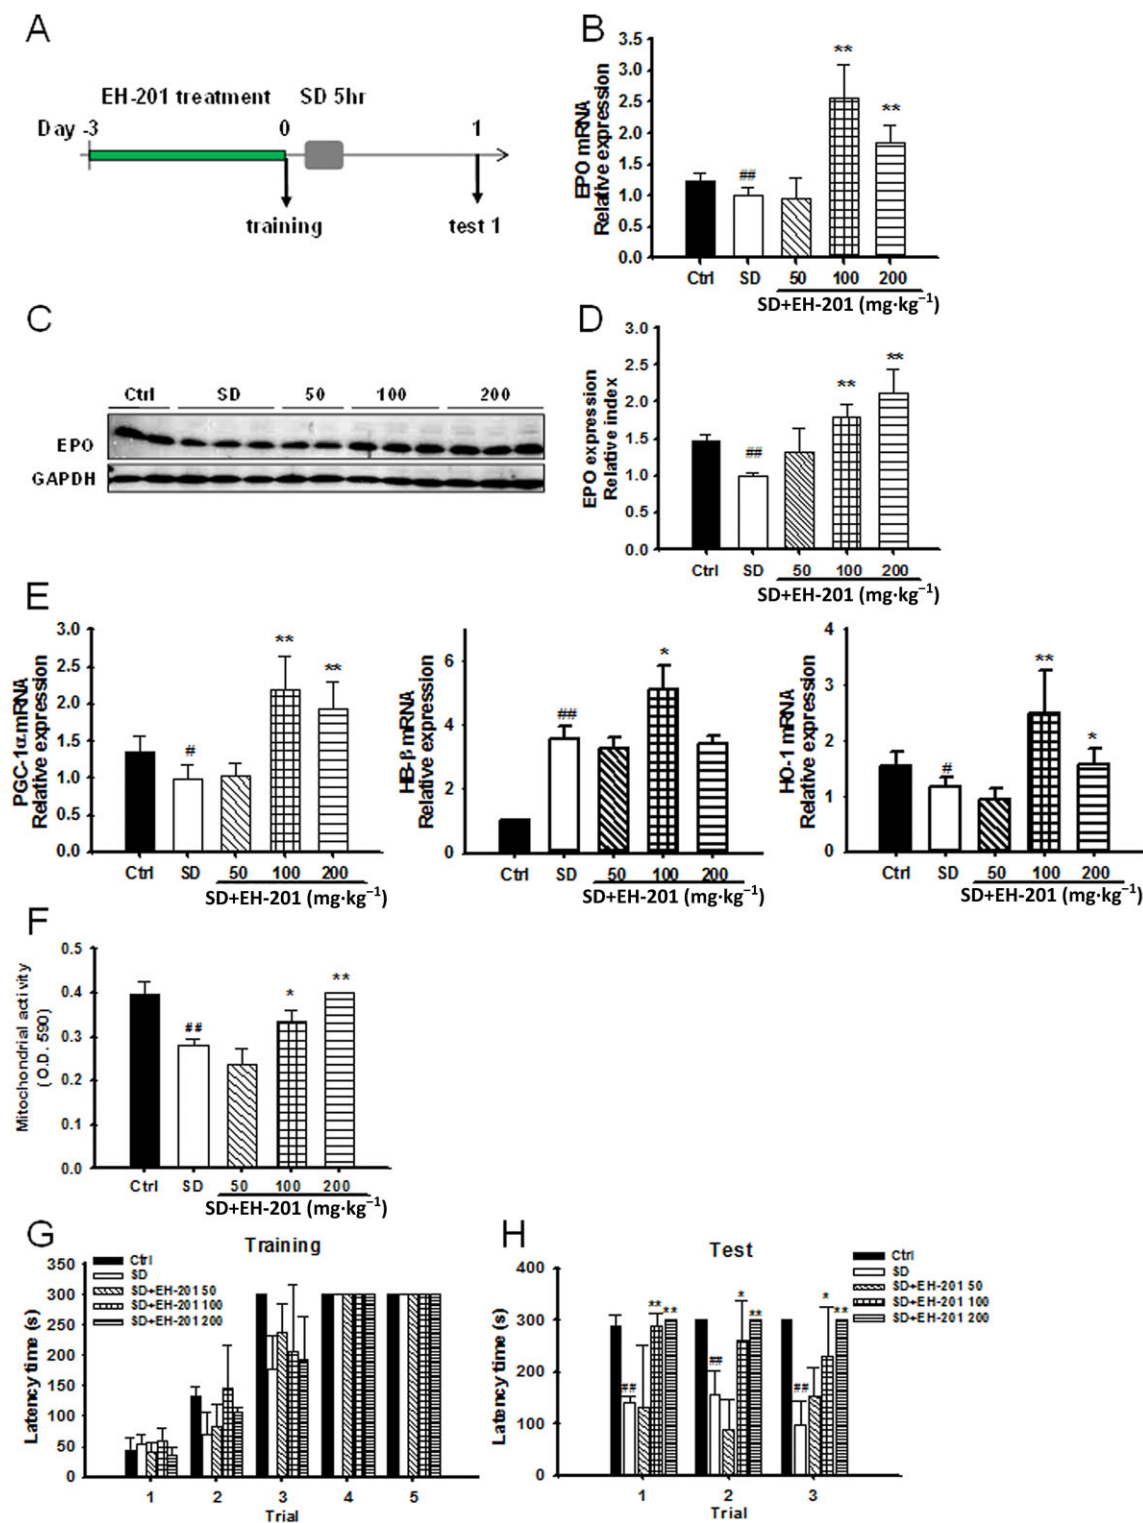 A
EH-201 treatment SD 5hr
Day -3 0 1
training test 1
B
EPO mRNA
Relative expression
3.5
3.0
2.5
2.0
1.5
1.0
0.5
0.0
## ** **
Ctrl SD 50 100 200
SD+EH-201 (mg·kg⁻¹)
C
Ctrl SD 50 100 200
EPO
GAPDH
D
EPO expression
Relative index
3.0
2.5
2.0
1.5
1.0
0.5
0.0
## ** **
Ctrl SD 50 100 200
SD+EH-201 (mg·kg⁻¹)
E
PGC-1α mRNA
Relative expression
3.0
2.5
2.0
1.5
1.0
0.5
0.0
# ** **
Ctrl SD 50 100 200
SD+EH-201 (mg·kg⁻¹)
HB-β mRNA
Relative expression
6
4
2
0
## *
Ctrl SD 50 100 200
SD+EH-201 (mg·kg⁻¹)
HO-1 mRNA
Relative expression
4
3
2
1
0
# ** *
Ctrl SD 50 100 200
SD+EH-201 (mg·kg⁻¹)
F
Mitochondrial activity
(O.D. 590)
0.5
0.4
0.3
0.2
0.1
0.0
## * **
Ctrl SD 50 100 200
SD+EH-201 (mg·kg⁻¹)
G
Training
Ctrl
SD
SD+EH-201 50
SD+EH-201 100
SD+EH-201 200
Latency time (s)
350
300
250
200
150
100
50
0
1 2 3 4 5
Trial
H
Test
Ctrl
SD
SD+EH-201 50
SD+EH-201 100
SD+EH-201 200
Latency time (s)
400
300
200
100
0
## ** ** ## * ** ## * **
1 2 3
Trial